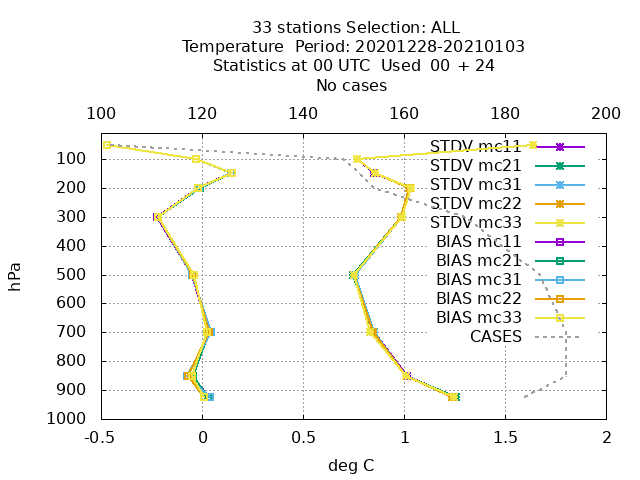 33 stations Selection: ALL
Temperature  Period: 20201228-20210103
Statistics at 00 UTC  Used  00 + 24
No cases
100 120 140 160 180 200
STDV mc11
100
STDV mc21
STDV mc31
200
STDV mc22
300
STDV mc33
BIAS mc11
400
BIAS mc21
hPa
500
BIAS mc31
600
BIAS mc22
BIAS mc33
700
CASES
800
900
1000
-0.5 0 0.5 1 1.5 2
deg C